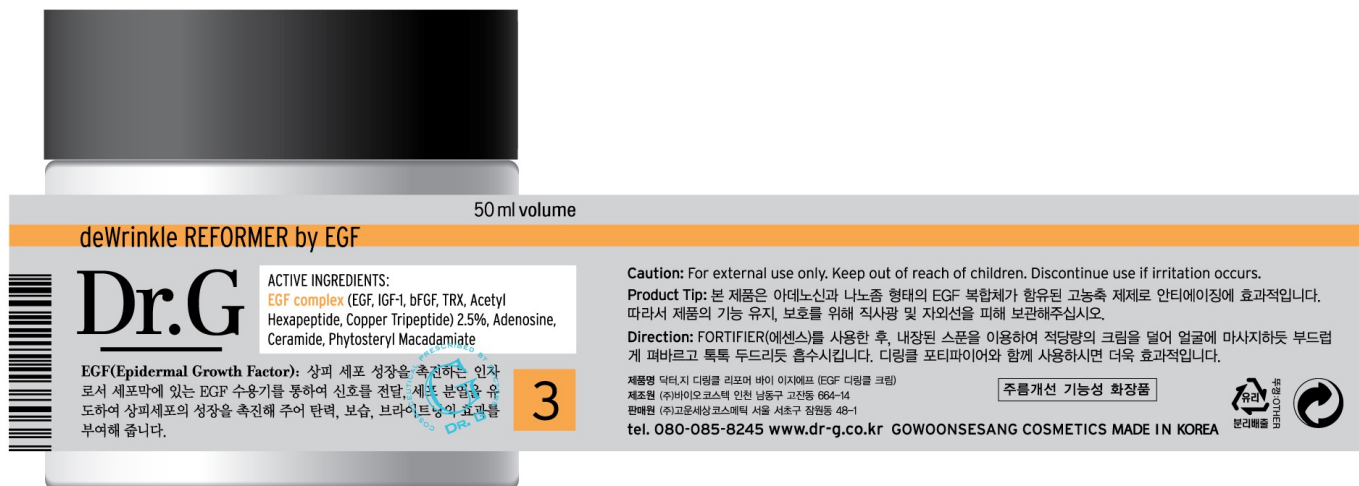 50 ml volume
deWrinkle REFORMER by EGF
Dr.G
ACTIVE INGREDIENTS:
EGF complex (EGF, IGF-1, bFGF, TRX, Acetyl
Hexapeptide, Copper Tripeptide) 2.5%, Adenosine,
Ceramide, Phytosteryl Macadamiate
EGF(Epidermal Growth Factor): 상피 세포 성장을 촉진하는 인자
로서 세포막에 있는 EGF 수용기를 통하여 신호를 전달, 세포 분열을 유
도하여 상피세포의 성장을 촉진해 주어 탄력, 보습, 브라이트닝의 효과를
부여해 줍니다.
PRESCRIBED BY
G
DR. G
3
Caution: For external use only. Keep out of reach of children. Discontinue use if irritation occurs.
Product Tip: 본 제품은 아데노신과 나노좀 형태의 EGF 복합체가 함유된 고농축 제제로 안티에이징에 효과적입니다.
따라서 제품의 기능 유지, 보호를 위해 직사광 및 자외선을 피해 보관해주십시오.
Direction: FORTIFIER(에센스)를 사용한 후, 내장된 스푼을 이용하여 적당량의 크림을 덜어 얼굴에 마사지하듯 부드럽
게 펴바르고 톡톡 두드리듯 흡수시킵니다. 디링클 포티파이어와 함께 사용하시면 더욱 효과적입니다.
제품명 닥터.지 디링클 리포머 바이 이지에프 (EGF 디링클 크림)
제조원 (주)바이오코스텍 인천 남동구 고잔동 664-14
판매원 (주)고운세상코스메틱 서울 서초구 잠원동 48-1
tel. 080-085-8245 www.dr-g.co.kr GOWOONSESANG COSMETICS MADE IN KOREA
주름개선 기능성 화장품
유리
분리배출
뚜껑:OTHER